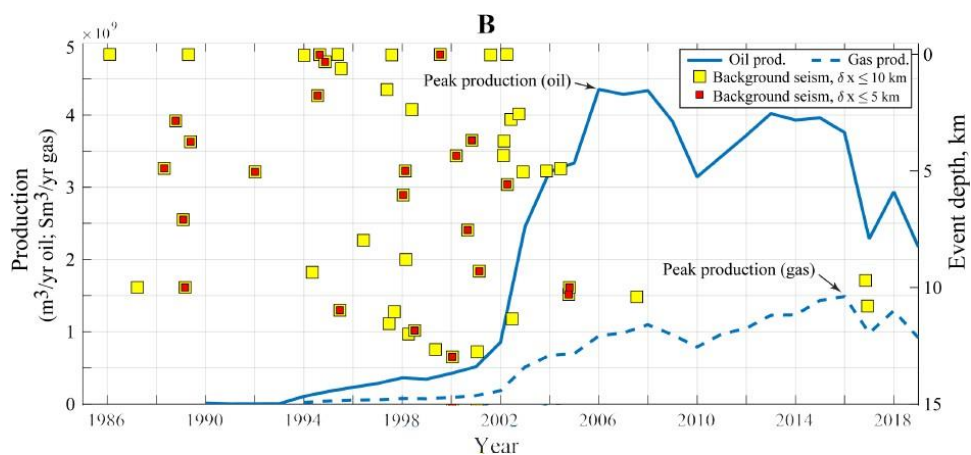 B
× 10⁹
5
4
3
2
1
0
Production
(m³/yr oil; Sm³/yr gas)
Peak production (oil)
Oil prod.
Gas prod.
Background seism, δ x ≤ 10 km
Background seism, δ x ≤ 5 km
Peak production (gas)
0
5
10
15
Event depth, km
1986
1990
1994
1998
2002
2006
2010
2014
2018
Year